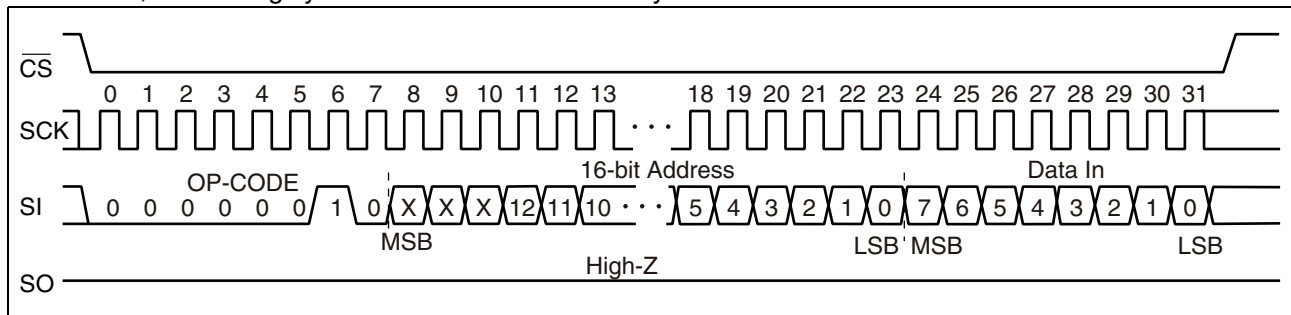 CS
0 1 2 3 4 5 6 7 8 9 10 11 12 13 18 19 20 21 22 23 24 25 26 27 28 29 30 31
SCK
OP-CODE 16-bit Address Data In
SI 0 0 0 0 0 0 1 0 X X X 12 11 10 5 4 3 2 1 0 7 6 5 4 3 2 1 0
MSB LSB MSB LSB
High-Z
SO